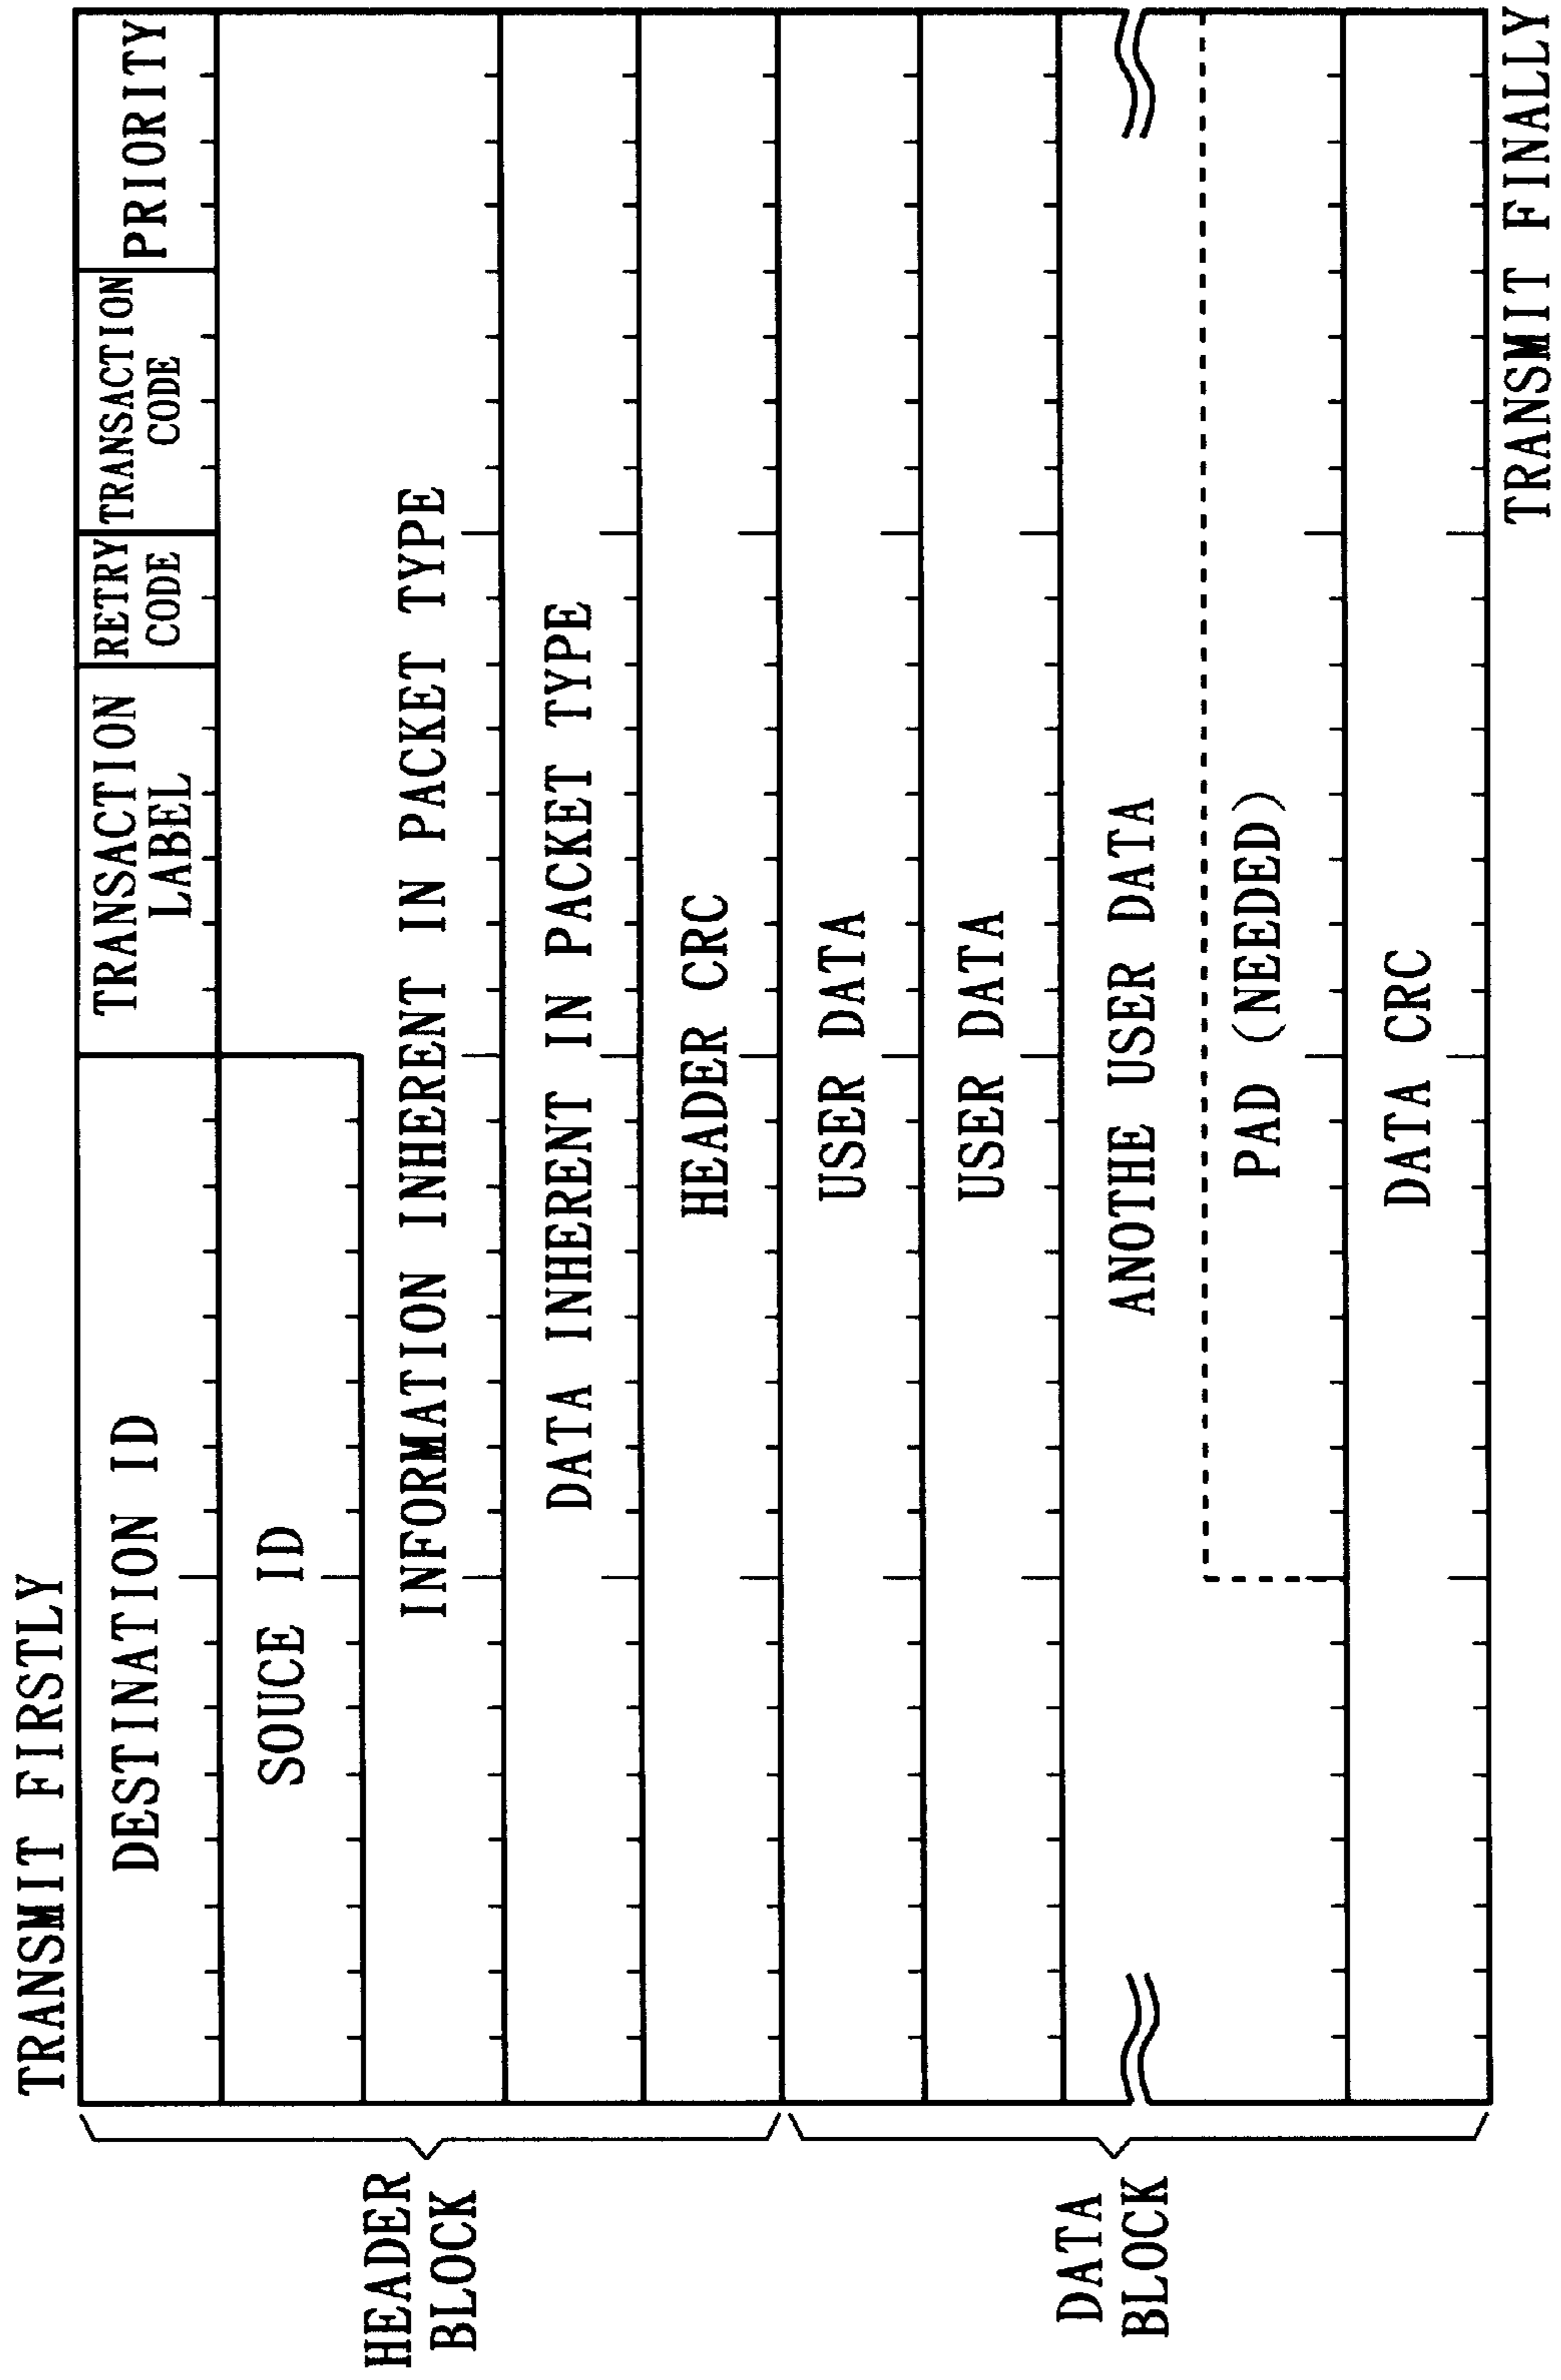 TRANSMIT FIRSTLY
DESTINATION ID
TRANSACTION
LABEL
RETRY
CODE
TRANSACTION
CODE
PRIORITY
SOUCE ID
INFORMATION INHERENT IN PACKET TYPE
DATA INHERENT IN PACKET TYPE
HEADER CRC
USER DATA
USER DATA
ANOTHE USER DATA
PAD (NEEDED)
DATA CRC
TRANSMIT FINALLY
HEADER
BLOCK
DATA
BLOCK